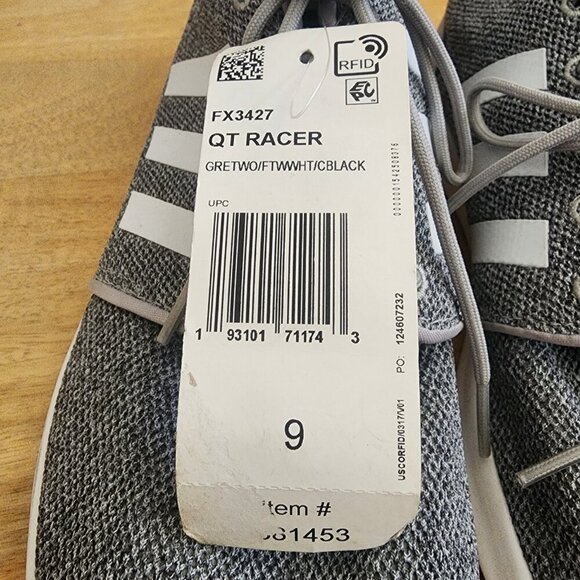 RFID
EPC
FX3427
QT RACER
GRETWO/FTWWHT/CBLACK
UPC
1 93101 71174 3
9
USCORFID/0317/V01 PO: 124607232
Item #